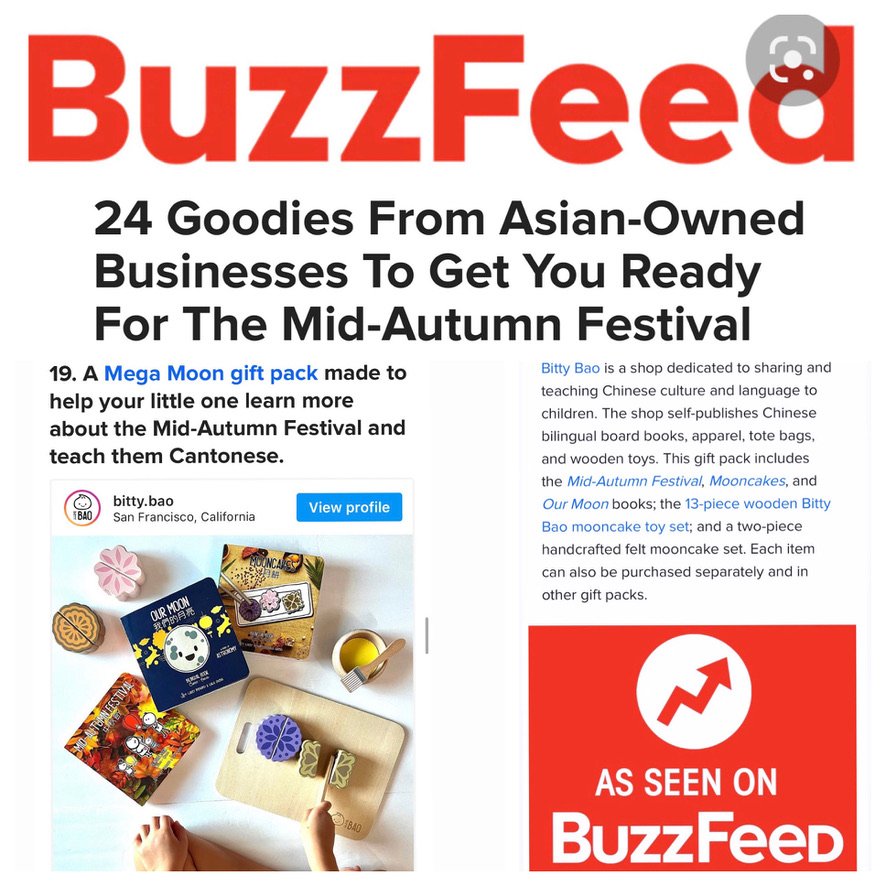 BuzzFeed
24 Goodies From Asian-Owned
Businesses To Get You Ready
For The Mid-Autumn Festival
19. A Mega Moon gift pack made to
help your little one learn more
about the Mid-Autumn Festival and
teach them Cantonese.
bitty.bao
San Francisco, California
View profile
BAO
MOONCAKES
月餅
OUR MOON
我們的月亮
ASTRONOMY
BILINGUAL BOOK
MID-AUTUMN FESTIVAL
BAO
Bitty Bao is a shop dedicated to sharing and
teaching Chinese culture and language to
children. The shop self-publishes Chinese
bilingual board books, apparel, tote bags,
and wooden toys. This gift pack includes
the Mid-Autumn Festival, Mooncakes, and
Our Moon books; the 13-piece wooden Bitty
Bao mooncake toy set; and a two-piece
handcrafted felt mooncake set. Each item
can also be purchased separately and in
other gift packs.
AS SEEN ON
BuzzFeed